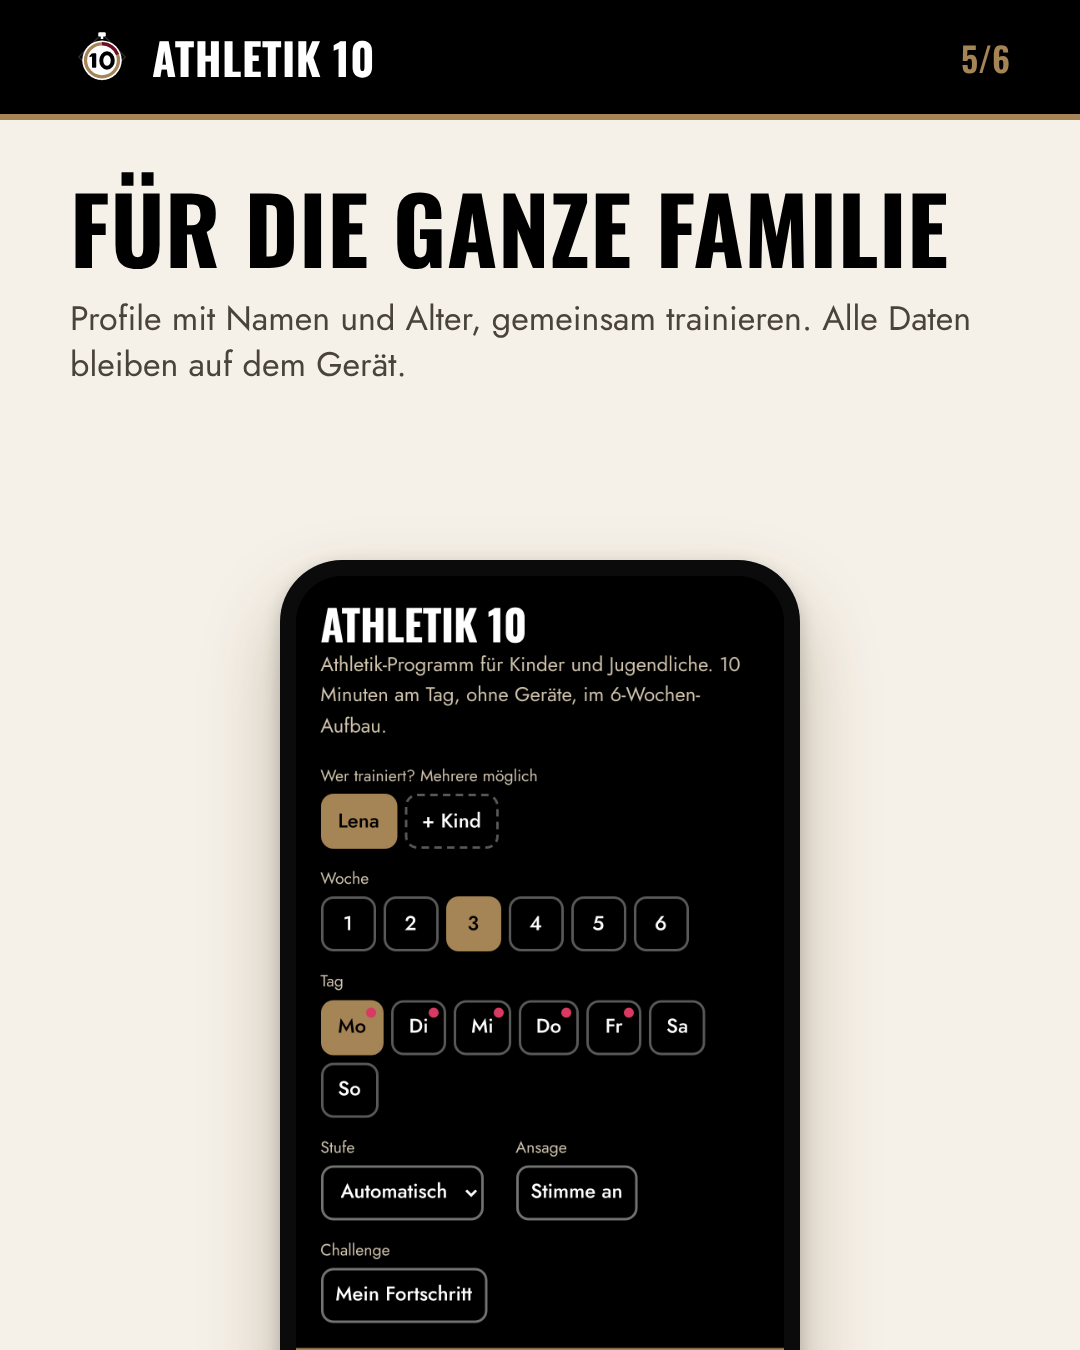 10 ATHLETIK 10
5/6
FÜR DIE GANZE FAMILIE
Profile mit Namen und Alter, gemeinsam trainieren. Alle Daten
bleiben auf dem Gerät.
ATHLETIK 10
Athletik-Programm für Kinder und Jugendliche. 10
Minuten am Tag, ohne Geräte, im 6-Wochen-
Aufbau.
Wer trainiert? Mehrere möglich
Lena + Kind
Woche
1 2 3 4 5 6
Tag
Mo Di Mi Do Fr Sa
So
Stufe Ansage
Automatisch Stimme an
Challenge
Mein Fortschritt